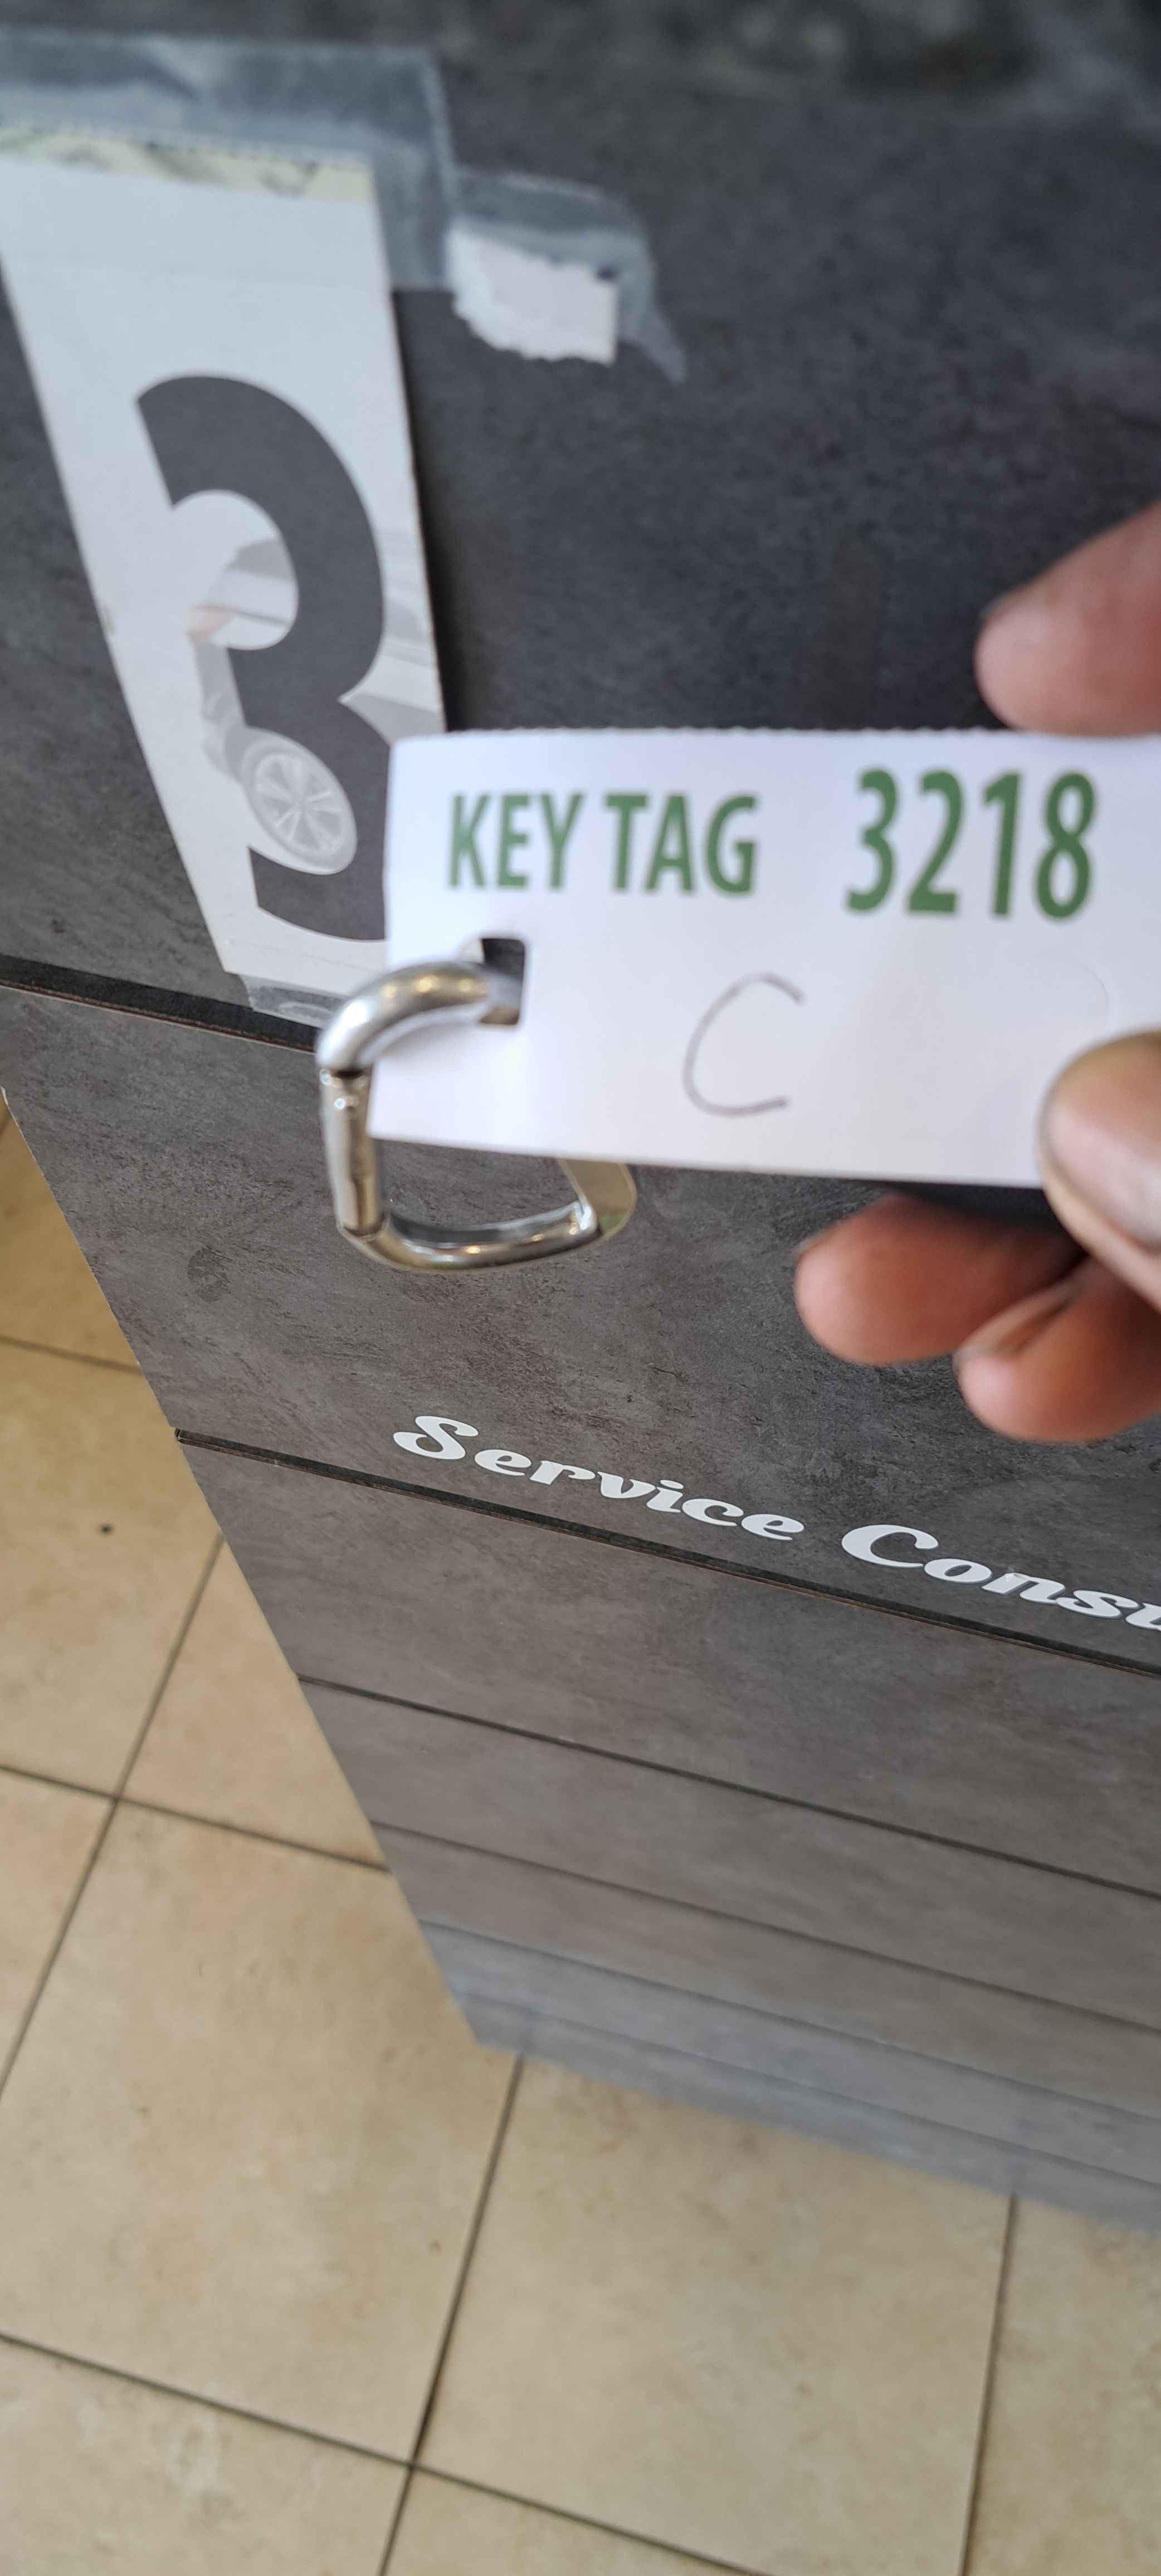 3
KEY TAG 3218
C
Service